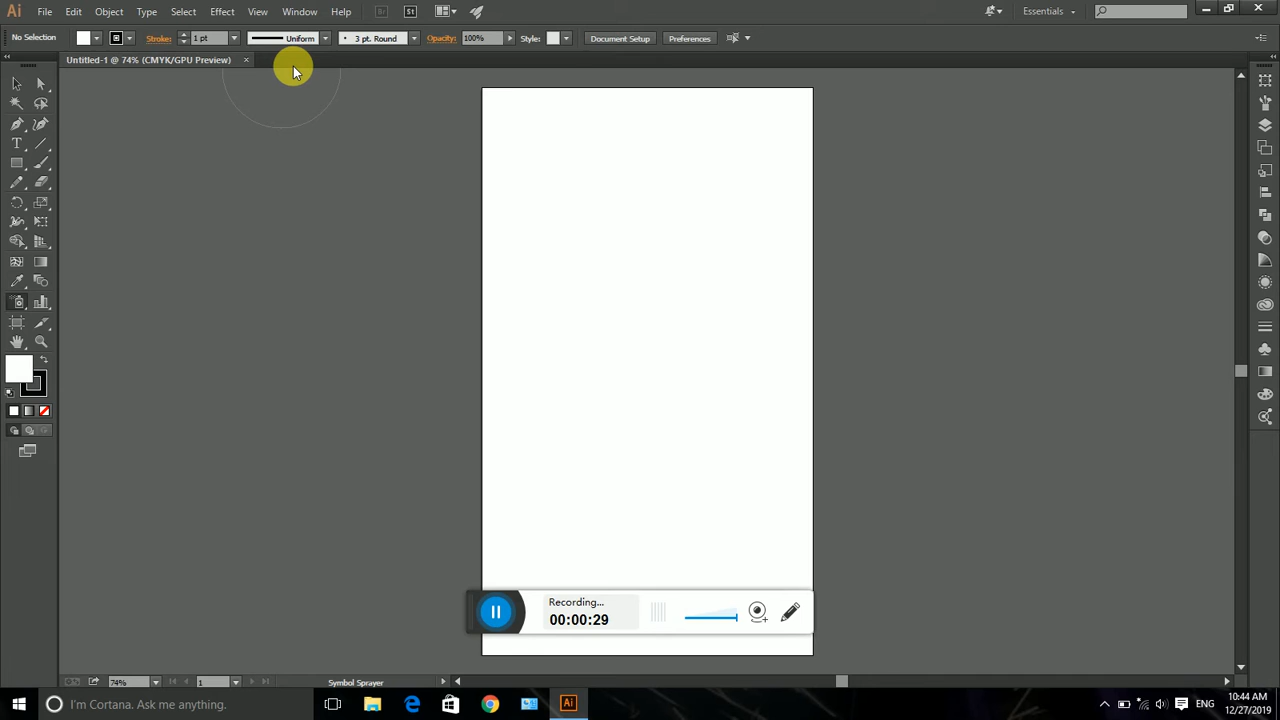 Ai File Edit Object Type Select Effect View Window Help Br St Essentials
No Selection Stroke: 1 pt Uniform 3 pt. Round Opacity: 100% Style: Document Setup Preferences
Untitled-1 @ 74% (CMYK/GPU Preview) ×
T
Recording...
00:00:29
74% 1 Symbol Sprayer
I'm Cortana. Ask me anything. Ai ENG
10:44 AM
12/27/2019